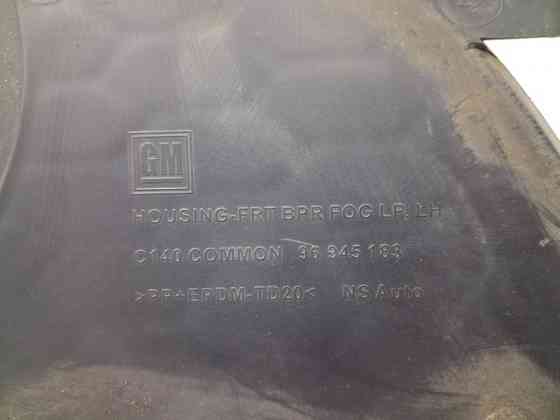 GM
HOUSING-FRT BPR FOG LP, LH
C140 COMMON 96 945 183
>PP+EPDM-TD20< NS Auto